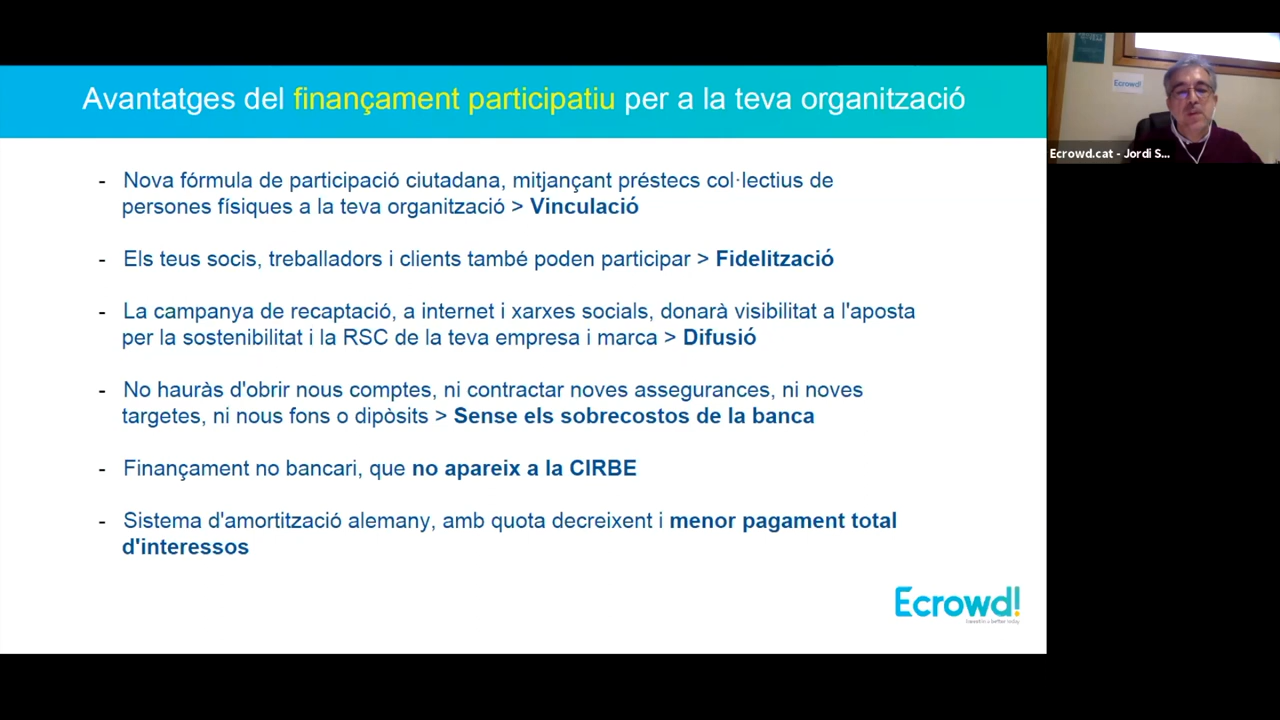 Avantatges del finançament participatiu per a la teva organització
- Nova fórmula de participació ciutadana, mitjançant préstecs col·lectius de
persones físiques a la teva organització > Vinculació
- Els teus socis, treballadors i clients també poden participar > Fidelització
- La campanya de recaptació, a internet i xarxes socials, donarà visibilitat a l'aposta
per la sostenibilitat i la RSC de la teva empresa i marca > Difusió
- No hauràs d'obrir nous comptes, ni contractar noves assegurances, ni noves
targetes, ni nous fons o dipòsits > Sense els sobrecostos de la banca
- Finançament no bancari, que no apareix a la CIRBE
- Sistema d'amortització alemany, amb quota decreixent i menor pagament total
d'interessos
Ecrowd!
Ecrowd!
Ecrowd.cat - Jordi S...